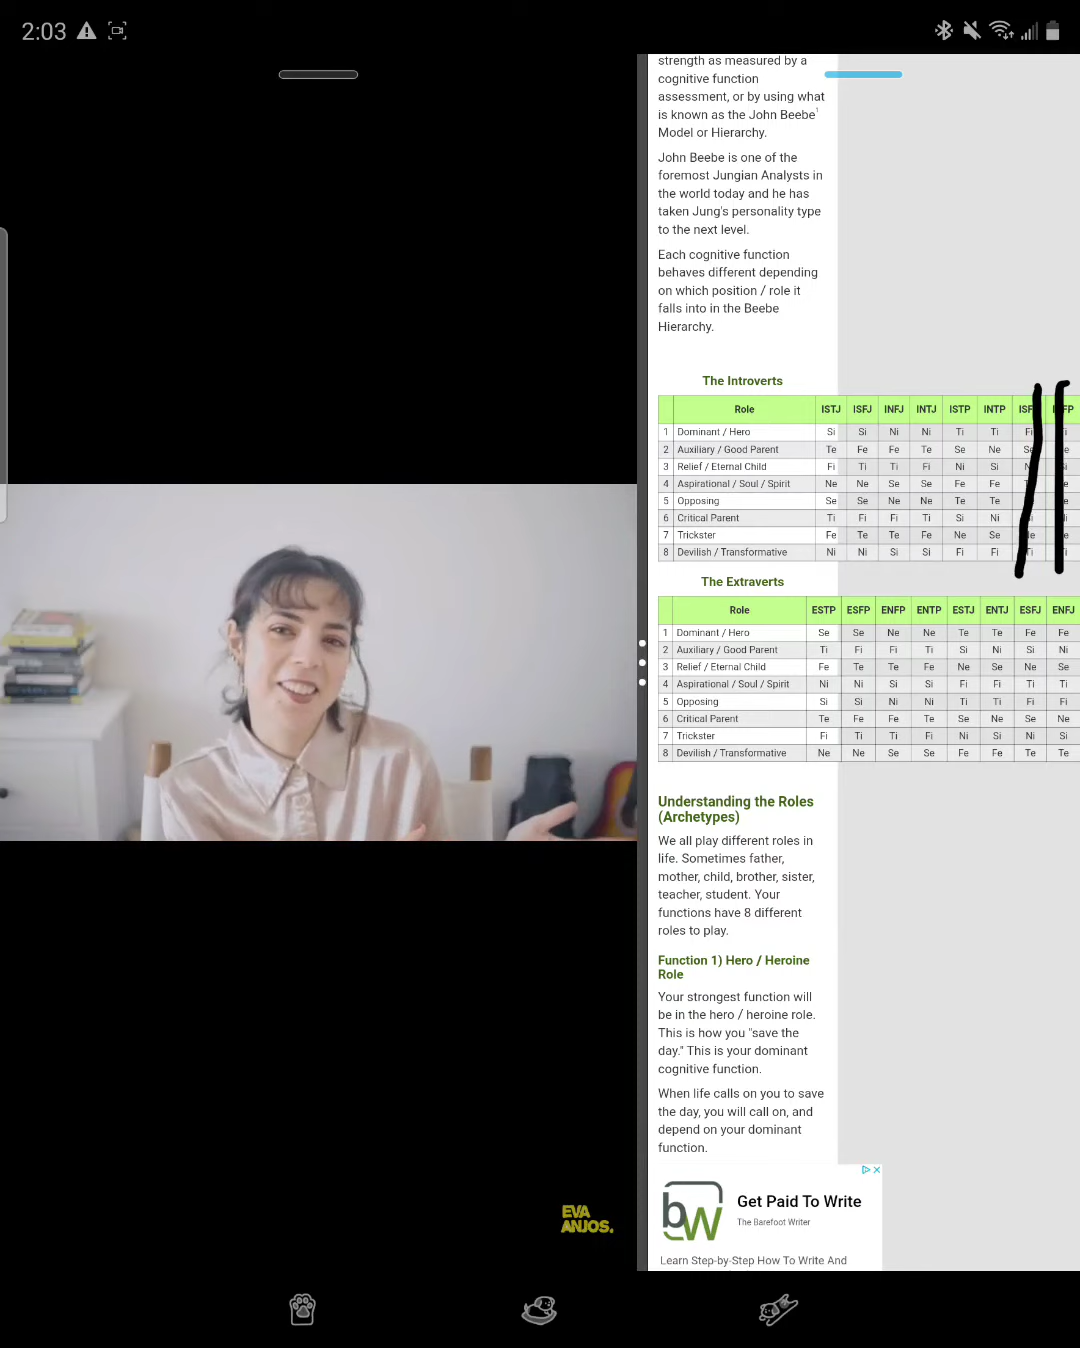 2:03
strength as measured by a
cognitive function
assessment, or by using what
is known as the John Beebe1
Model or Hierarchy.
John Beebe is one of the
foremost Jungian Analysts in
the world today and he has
taken Jung's personality type
to the next level.
Each cognitive function
behaves different depending
on which position / role it
falls into in the Beebe
Hierarchy.
The Introverts
Role ISTJ ISFJ INFJ INTJ ISTP INTP
1 Dominant / Hero Si Si Ni Ni Ti Ti Fi
2 Auxiliary / Good Parent Te Fe Fe Te Se Ne Se
3 Relief / Eternal Child Fi Ti Ti Fi Ni Si
4 Aspirational / Soul / Spirit Ne Ne Se Se Fe Fe
5 Opposing Se Se Ne Ne Te Te
6 Critical Parent Ti Fi Fi Ti Si Ni
7 Trickster Fe Te Te Fe Ne Se
8 Devilish / Transformative Ni Ni Si Si Fi Fi Ti
The Extraverts
Role ESTP ESFP ENFP ENTP ESTJ ENTJ ESFJ ENFJ
1 Dominant / Hero Se Se Ne Ne Te Te Fe Fe
2 Auxiliary / Good Parent Ti Fi Fi Ti Si Ni Si Ni
3 Relief / Eternal Child Fe Te Te Fe Ne Se Ne Se
4 Aspirational / Soul / Spirit Ni Ni Si Si Fi Fi Ti Ti
5 Opposing Si Si Ni Ni Ti Ti Fi Fi
6 Critical Parent Te Fe Fe Te Se Ne Se Ne
7 Trickster Fi Ti Ti Fi Ni Si Ni Si
8 Devilish / Transformative Ne Ne Se Se Fe Fe Te Te
Understanding the Roles
(Archetypes)
We all play different roles in
life. Sometimes father,
mother, child, brother, sister,
teacher, student. Your
functions have 8 different
roles to play.
Function 1) Hero / Heroine
Role
Your strongest function will
be in the hero / heroine role.
This is how you "save the
day." This is your dominant
cognitive function.
When life calls on you to save
the day, you will call on, and
depend on your dominant
function.
bw
Get Paid To Write
The Barefoot Writer
Learn Step-by-Step How To Write And
EVA
ANJOS.